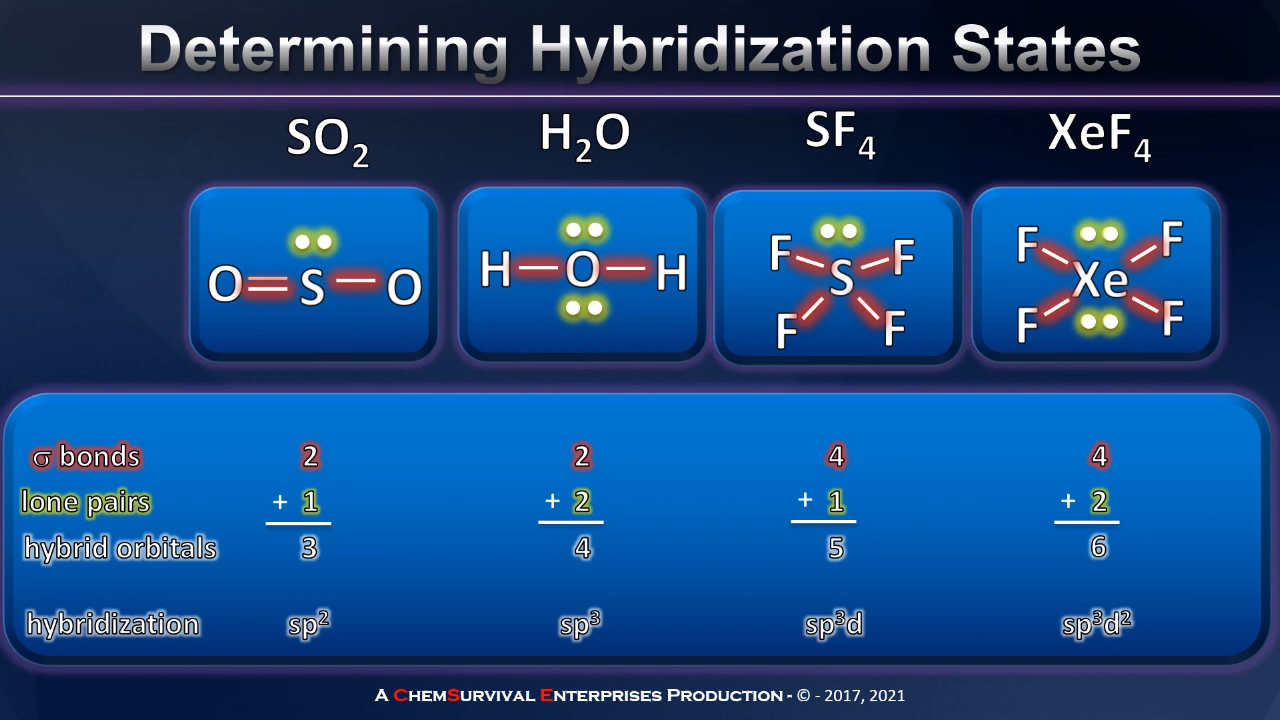 Determining Hybridization States
SO₂ H₂O SF₄ XeF₄
O S O
H O H
F F
S
F F
F F
Xe
F F
σ bonds 2 2 4 4
lone pairs + 1 + 2 + 1 + 2
hybrid orbitals 3 4 5 6
hybridization sp² sp³ sp³d sp³d²
A ChemSurvival Enterprises Production - © - 2017, 2021